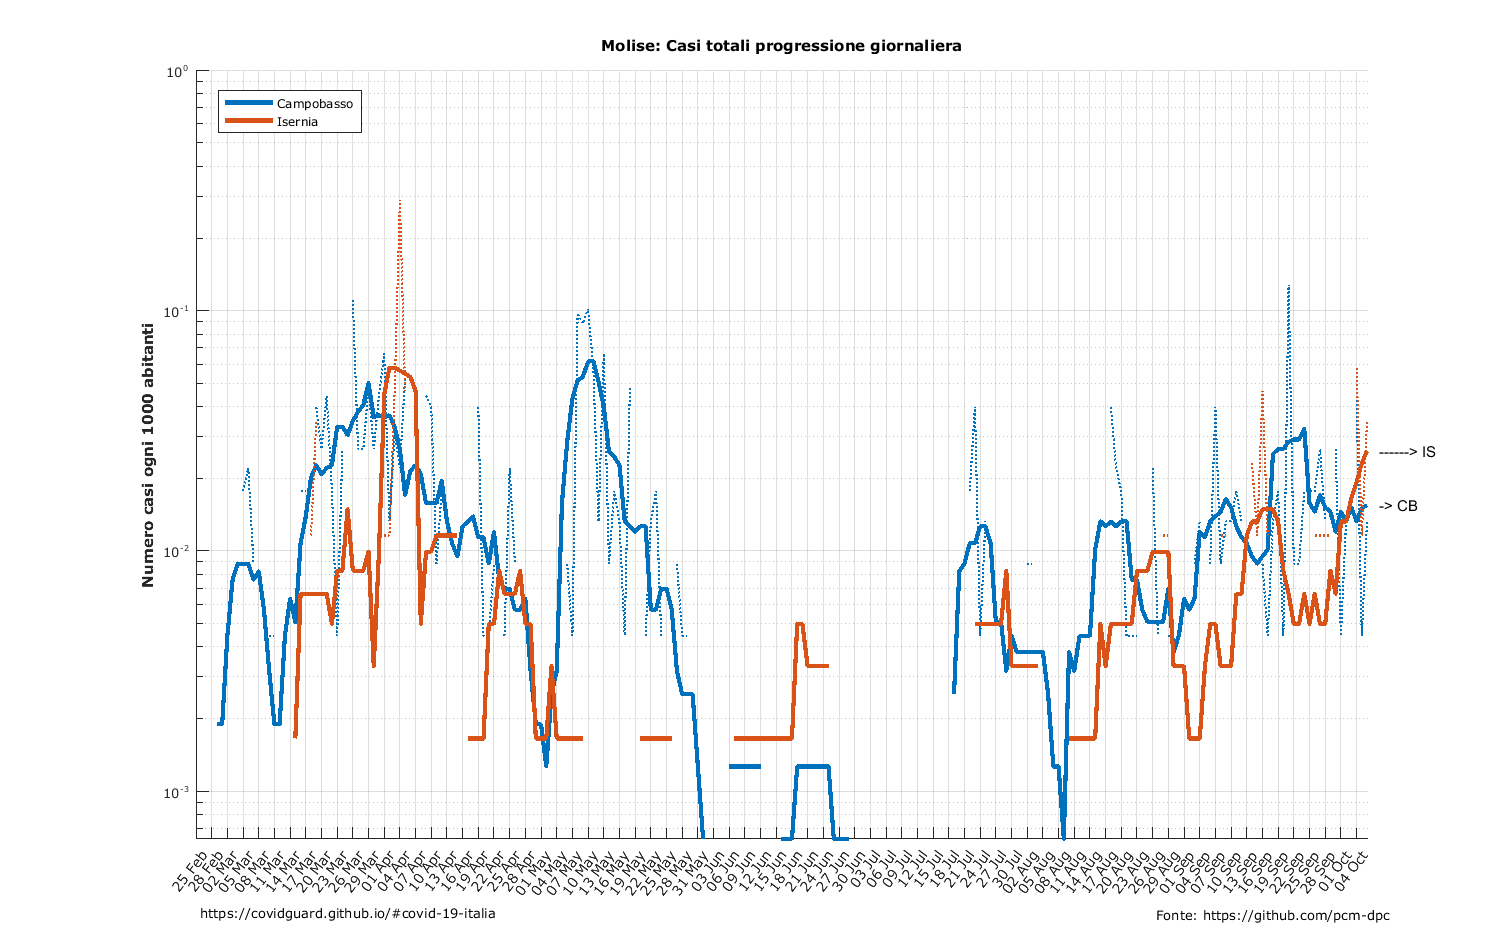 Molise: Casi totali progressione giornaliera
10^0
Campobasso
Isernia
10^-1
Numero casi ogni 1000 abitanti
------> IS
-> CB
10^-2
10^-3
25 Feb
28 Feb
02 Mar
05 Mar
08 Mar
11 Mar
14 Mar
17 Mar
20 Mar
23 Mar
26 Mar
29 Mar
01 Apr
04 Apr
07 Apr
10 Apr
13 Apr
16 Apr
19 Apr
22 Apr
25 Apr
28 Apr
01 May
04 May
07 May
10 May
13 May
16 May
19 May
22 May
25 May
28 May
31 May
03 Jun
06 Jun
09 Jun
12 Jun
15 Jun
18 Jun
21 Jun
24 Jun
27 Jun
30 Jun
03 Jul
06 Jul
09 Jul
12 Jul
15 Jul
18 Jul
21 Jul
24 Jul
27 Jul
30 Jul
02 Aug
05 Aug
08 Aug
11 Aug
14 Aug
17 Aug
20 Aug
23 Aug
26 Aug
29 Aug
01 Sep
04 Sep
07 Sep
10 Sep
13 Sep
16 Sep
19 Sep
22 Sep
25 Sep
28 Sep
01 Oct
04 Oct
https://covidguard.github.io/#covid-19-italia
Fonte: https://github.com/pcm-dpc